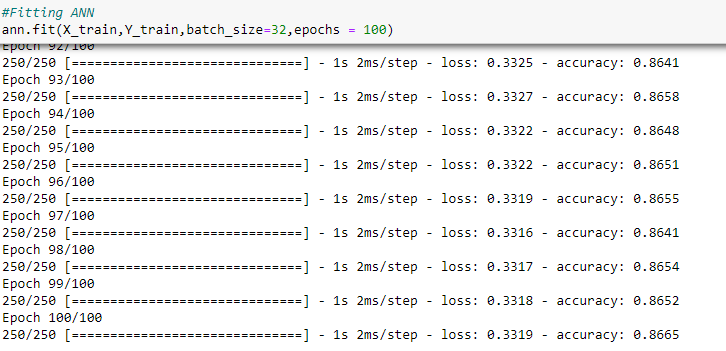 #Fitting ANN
ann.fit(X_train,Y_train,batch_size=32,epochs = 100)
Epoch 92/100
250/250 [==============================] - 1s 2ms/step - loss: 0.3325 - accuracy: 0.8641
Epoch 93/100
250/250 [==============================] - 1s 2ms/step - loss: 0.3327 - accuracy: 0.8658
Epoch 94/100
250/250 [==============================] - 1s 2ms/step - loss: 0.3322 - accuracy: 0.8648
Epoch 95/100
250/250 [==============================] - 1s 2ms/step - loss: 0.3322 - accuracy: 0.8651
Epoch 96/100
250/250 [==============================] - 1s 2ms/step - loss: 0.3319 - accuracy: 0.8655
Epoch 97/100
250/250 [==============================] - 1s 2ms/step - loss: 0.3316 - accuracy: 0.8641
Epoch 98/100
250/250 [==============================] - 1s 2ms/step - loss: 0.3317 - accuracy: 0.8654
Epoch 99/100
250/250 [==============================] - 1s 2ms/step - loss: 0.3318 - accuracy: 0.8652
Epoch 100/100
250/250 [==============================] - 1s 2ms/step - loss: 0.3319 - accuracy: 0.8665